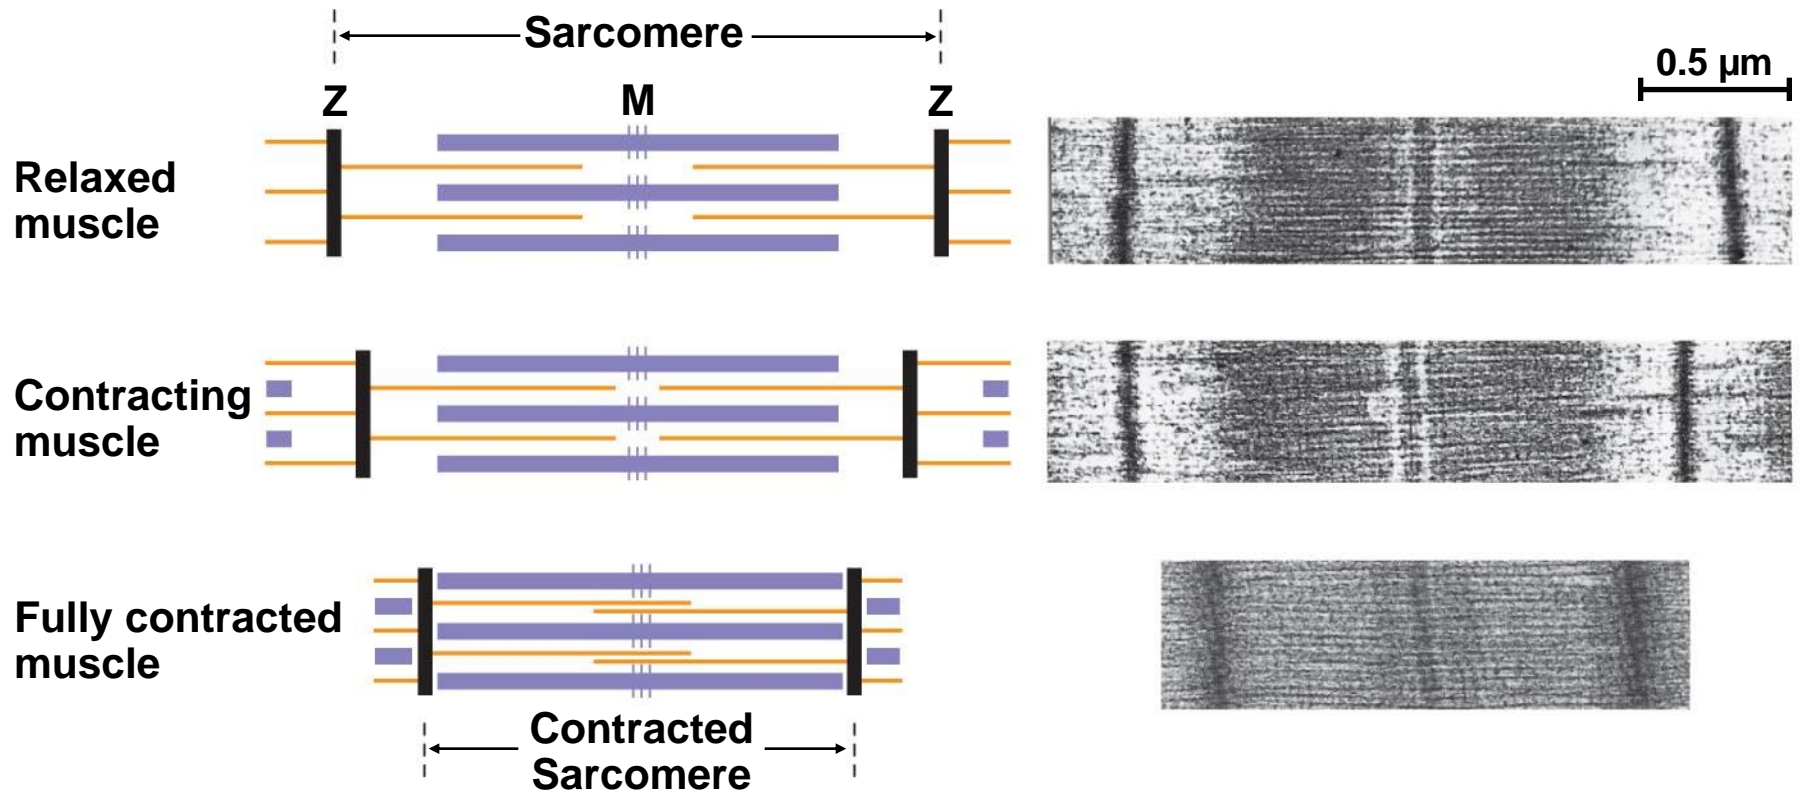 Sarcomere
0.5 µm
Z
M
Z
Relaxed
muscle
Contracting
muscle
Fully contracted
muscle
Contracted
Sarcomere